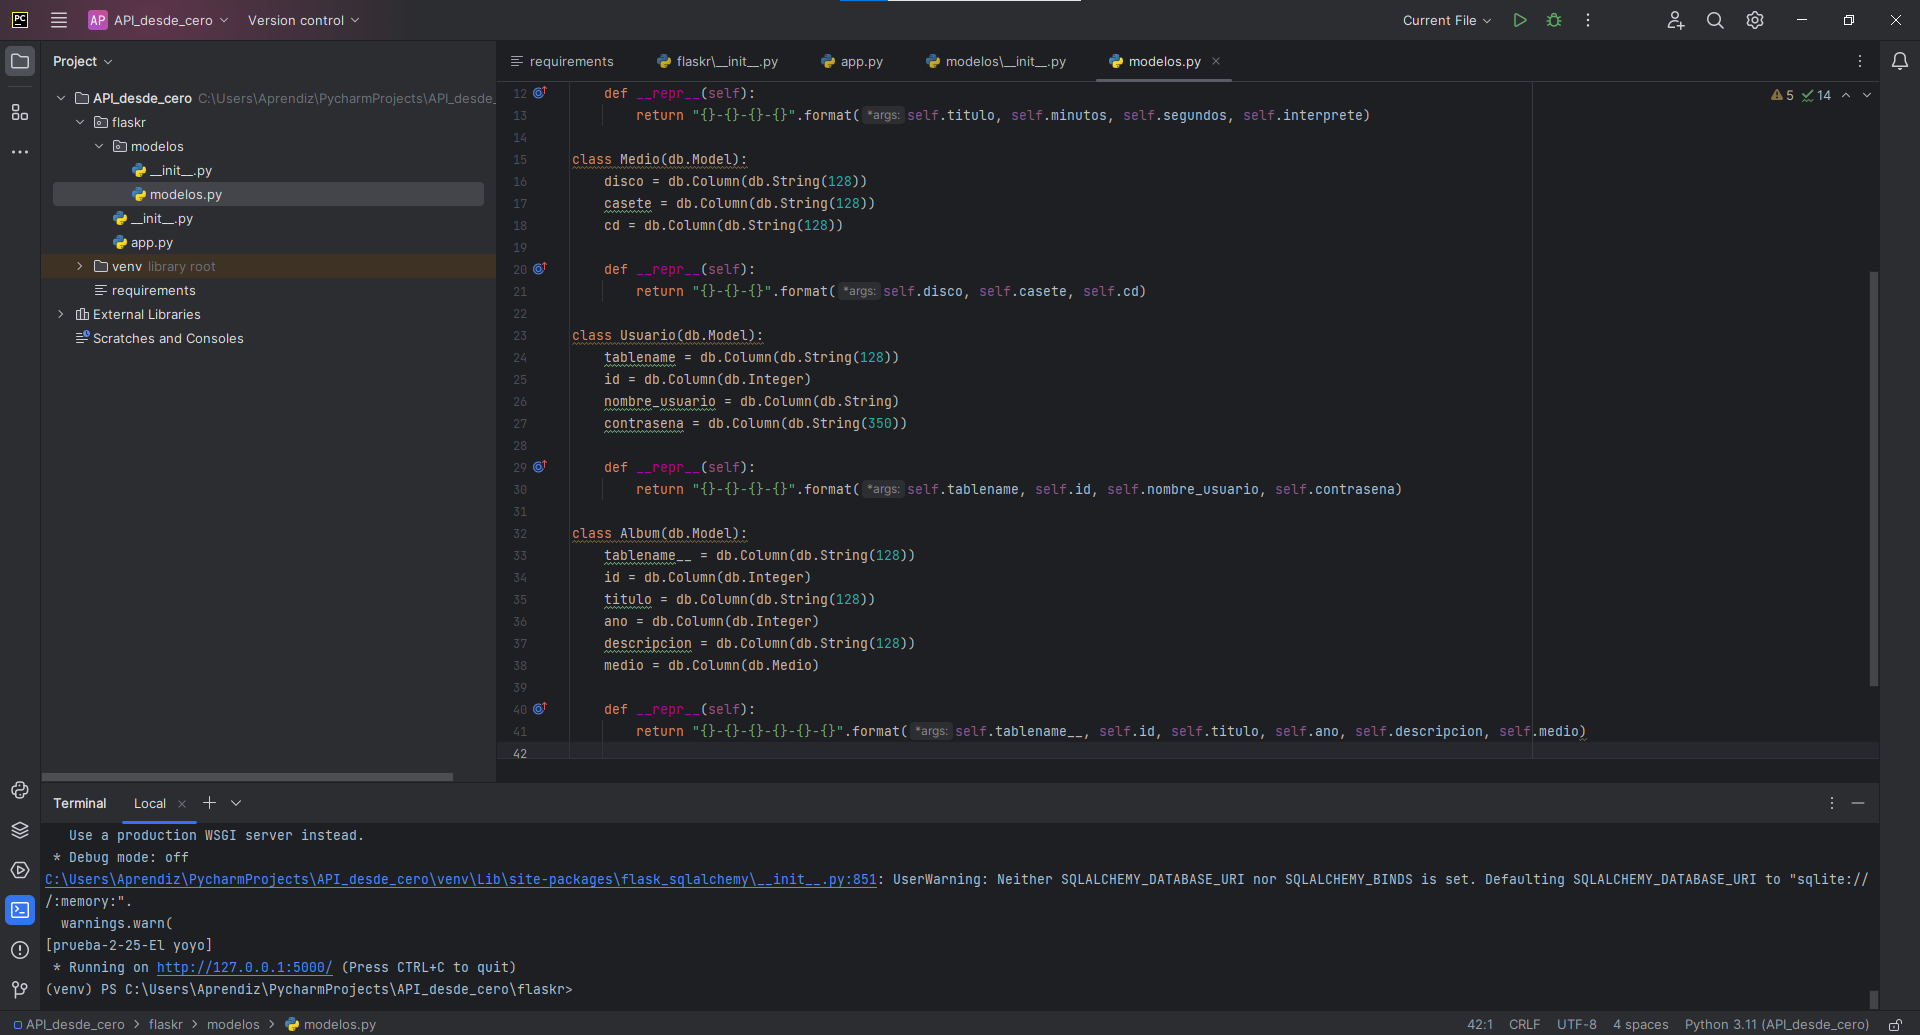 PC AP API_desde_cero Version control Current File
Project
requirements flaskr\__init__.py app.py modelos\__init__.py modelos.py
API_desde_cero C:\Users\Aprendiz\PycharmProjects\API_desde_
flaskr
modelos
__init__.py
modelos.py
__init__.py
app.py
venv library root
requirements
External Libraries
Scratches and Consoles
5 14
12 def __repr__(self):
13 return "{}-{}-{}-{}".format( *args: self.titulo, self.minutos, self.segundos, self.interprete)
14
15 class Medio(db.Model):
16 disco = db.Column(db.String(128))
17 casete = db.Column(db.String(128))
18 cd = db.Column(db.String(128))
19
20 def __repr__(self):
21 return "{}-{}-{}".format( *args: self.disco, self.casete, self.cd)
22
23 class Usuario(db.Model):
24 tablename = db.Column(db.String(128))
25 id = db.Column(db.Integer)
26 nombre_usuario = db.Column(db.String)
27 contrasena = db.Column(db.String(350))
28
29 def __repr__(self):
30 return "{}-{}-{}-{}".format( *args: self.tablename, self.id, self.nombre_usuario, self.contrasena)
31
32 class Album(db.Model):
33 tablename__ = db.Column(db.String(128))
34 id = db.Column(db.Integer)
35 titulo = db.Column(db.String(128))
36 ano = db.Column(db.Integer)
37 descripcion = db.Column(db.String(128))
38 medio = db.Column(db.Medio)
39
40 def __repr__(self):
41 return "{}-{}-{}-{}-{}-{}".format( *args: self.tablename__, self.id, self.titulo, self.ano, self.descripcion, self.medio)
42
Terminal Local
Use a production WSGI server instead.
* Debug mode: off
C:\Users\Aprendiz\PycharmProjects\API_desde_cero\venv\Lib\site-packages\flask_sqlalchemy\__init__.py:851: UserWarning: Neither SQLALCHEMY_DATABASE_URI nor SQLALCHEMY_BINDS is set. Defaulting SQLALCHEMY_DATABASE_URI to "sqlite://
/:memory:".
warnings.warn(
[prueba-2-25-El yoyo]
* Running on http://127.0.0.1:5000/ (Press CTRL+C to quit)
(venv) PS C:\Users\Aprendiz\PycharmProjects\API_desde_cero\flaskr>
API_desde_cero > flaskr > modelos > modelos.py 42:1 CRLF UTF-8 4 spaces Python 3.11 (API_desde_cero)